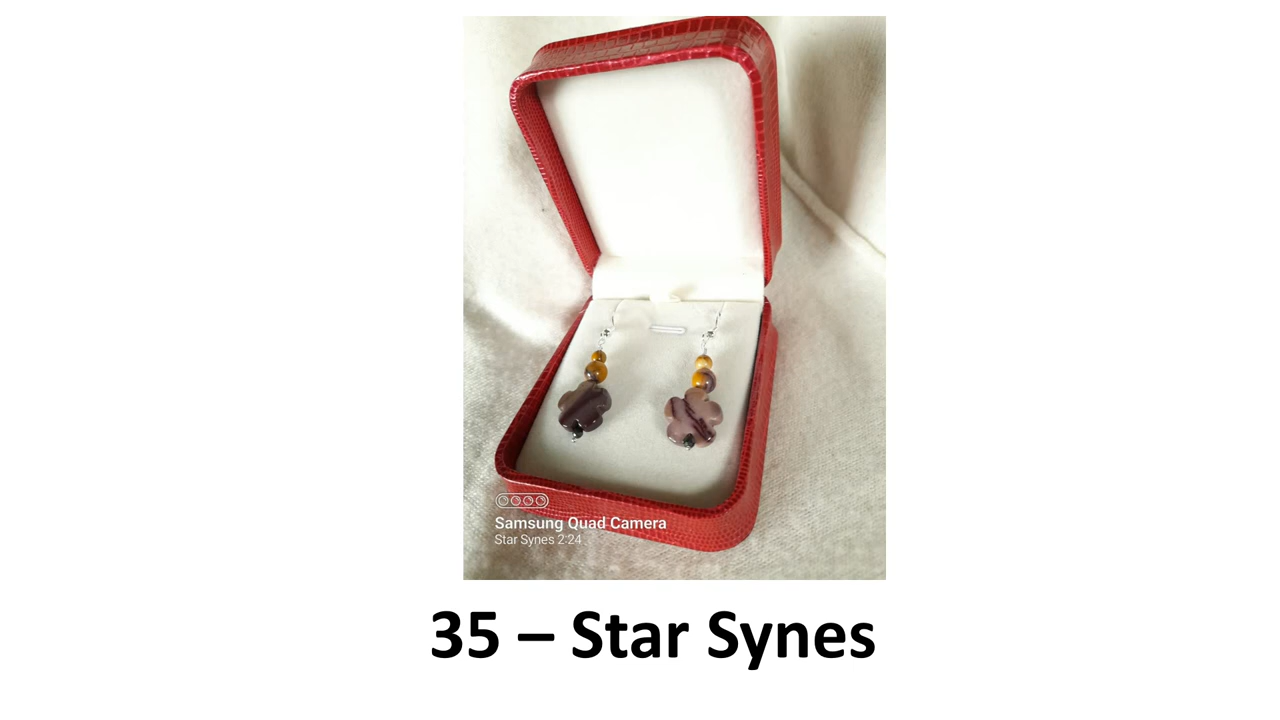 Samsung Quad Camera
Star Synes 2:24
35 – Star Synes